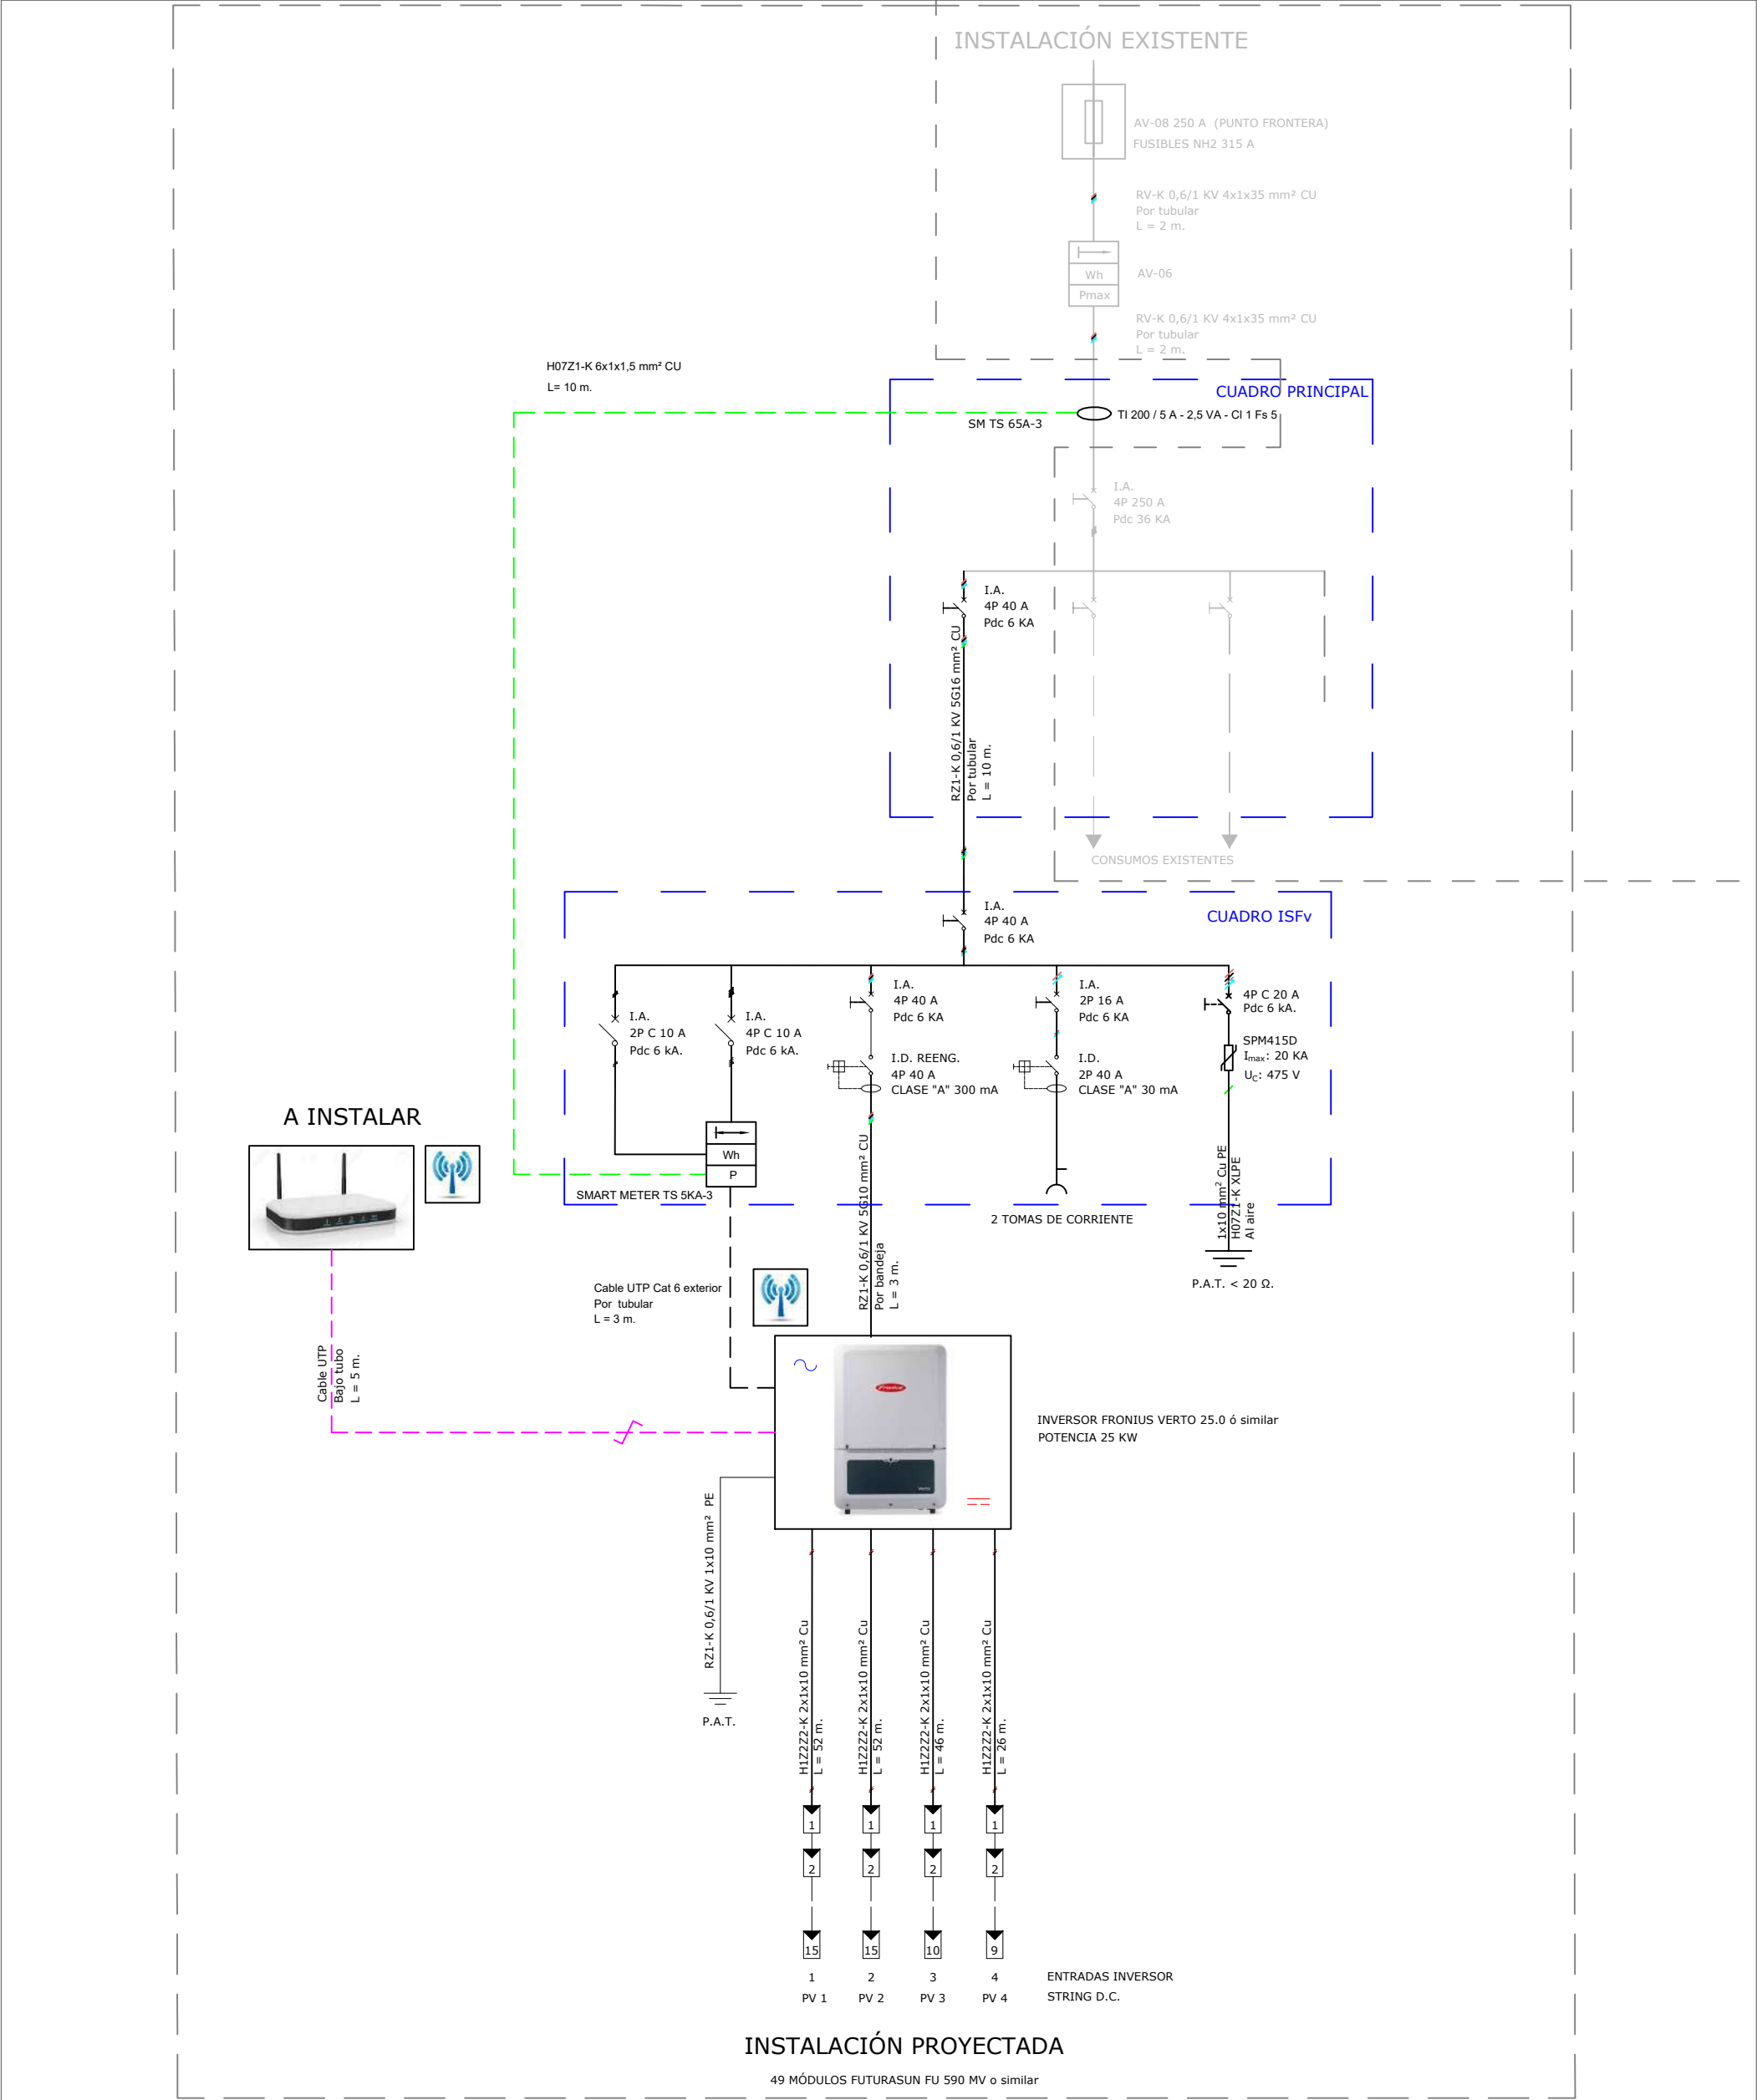 INSTALACIÓN EXISTENTE
AV-08 250 A (PUNTO FRONTERA)
FUSIBLES NH2 315 A
RV-K 0,6/1 KV 4x1x35 mm² CU
Por tubular
L = 2 m.
Wh
Pmax
AV-06
RV-K 0,6/1 KV 4x1x35 mm² CU
Por tubular
L = 2 m.
H07Z1-K 6x1x1,5 mm² CU
L= 10 m.
CUADRO PRINCIPAL
TI 200 / 5 A - 2,5 VA - Cl 1 Fs 5
SM TS 65A-3
I.A.
4P 250 A
Pdc 36 KA
I.A.
4P 40 A
Pdc 6 KA
RZ1-K 0,6/1 KV 5G16 mm² CU
Por tubular
L = 10 m.
CONSUMOS EXISTENTES
CUADRO ISFv
I.A.
4P 40 A
Pdc 6 KA
I.A.
2P C 10 A
Pdc 6 kA.
I.A.
4P C 10 A
Pdc 6 kA.
I.A.
4P 40 A
Pdc 6 KA
I.D. REENG.
4P 40 A
CLASE "A" 300 mA
I.A.
2P 16 A
Pdc 6 KA
I.D.
2P 40 A
CLASE "A" 30 mA
4P C 20 A
Pdc 6 kA.
SPM415D
Imax: 20 KA
UC: 475 V
A INSTALAR
Wh
P
SMART METER TS 5KA-3
RZ1-K 0,6/1 KV 5G10 mm² CU
Por bandeja
L = 3 m.
2 TOMAS DE CORRIENTE
1x10 mm² Cu PE
H07Z1-K XLPE
Al aire
P.A.T. < 20 Ω.
Cable UTP Cat 6 exterior
Por tubular
L = 3 m.
Cable UTP
Bajo tubo
L = 5 m.
Fronius
INVERSOR FRONIUS VERTO 25.0 ó similar
POTENCIA 25 KW
RZ1-K 0,6/1 KV 1x10 mm² PE
P.A.T.
H1Z2Z2-K 2x1x10 mm² Cu
L = 52 m.
H1Z2Z2-K 2x1x10 mm² Cu
L = 52 m.
H1Z2Z2-K 2x1x10 mm² Cu
L = 46 m.
H1Z2Z2-K 2x1x10 mm² Cu
L = 26 m.
1 1 1 1
2 2 2 2
15 15 10 9
1 2 3 4 ENTRADAS INVERSOR
PV 1 PV 2 PV 3 PV 4 STRING D.C.
INSTALACIÓN PROYECTADA
49 MÓDULOS FUTURASUN FU 590 MV o similar